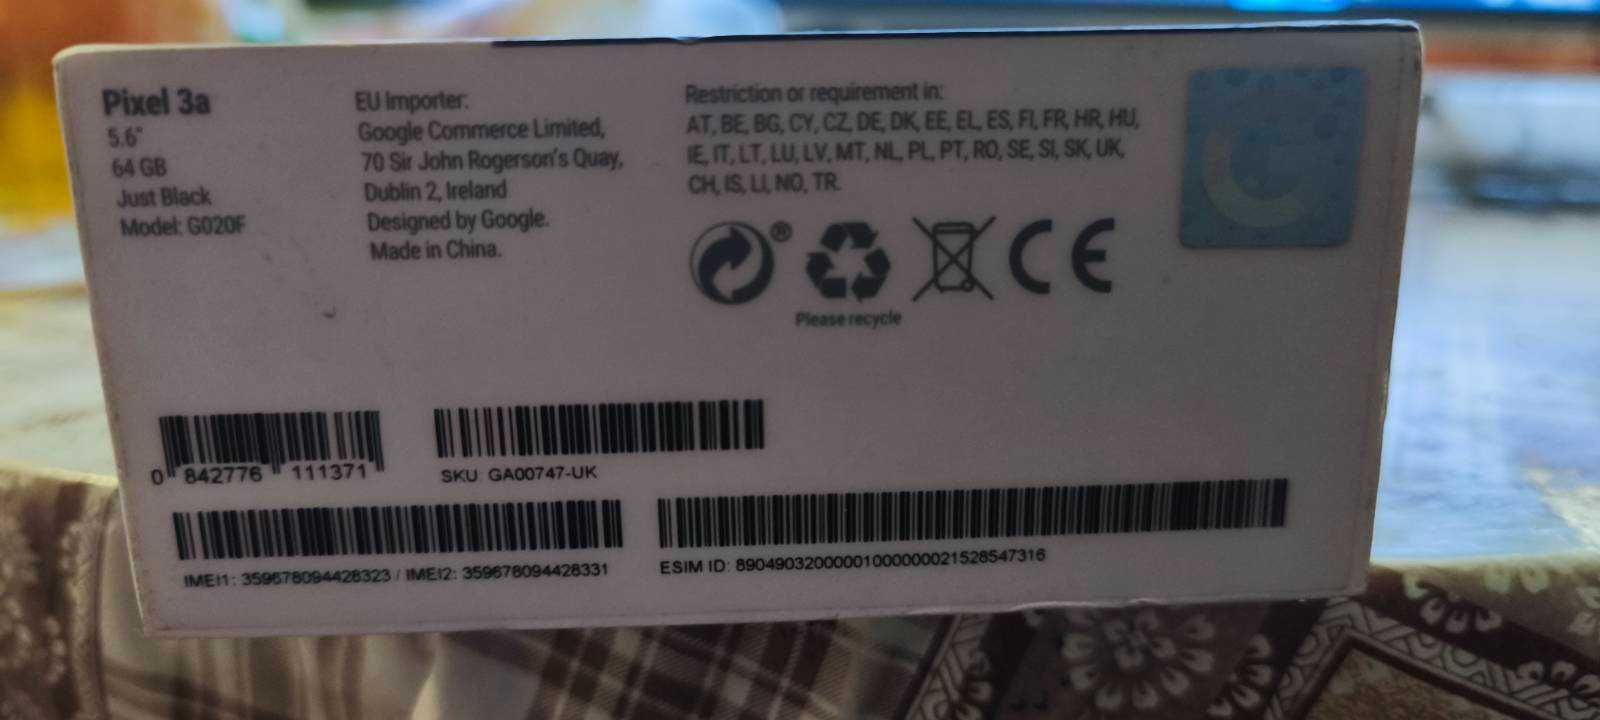 Pixel 3a
5.6"
64 GB
Just Black
Model: G020F
EU Importer:
Google Commerce Limited,
70 Sir John Rogerson's Quay,
Dublin 2, Ireland
Designed by Google.
Made in China.
Restriction or requirement in:
AT, BE, BG, CY, CZ, DE, DK, EE, EL, ES, FI, FR, HR, HU,
IE, IT, LT, LU, LV, MT, NL, PL, PT, RO, SE, SI, SK, UK,
CH, IS, LI, NO, TR.
®
CE
Please recycle
0 842776 111371
SKU: GA00747-UK
IMEI1: 359678094428323 / IMEI2: 359678094428331
ESIM ID: 89049032000001000000021528547316